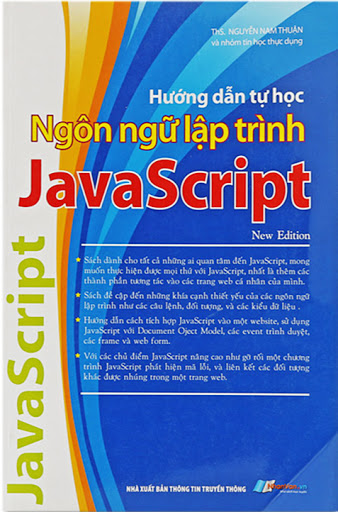 ThS. NGUYỄN NAM THUẬN
và nhóm tin học thực dụng
Hướng dẫn tự học
Ngôn ngữ lập trình
JavaScript
New Edition
JavaScript
Sách dành cho tất cả những ai quan tâm đến JavaScript, mong
muốn thực hiện được mọi thứ với JavaScript, nhất là thêm các
thành phần tương tác vào các trang web cá nhân của mình.
Sách đề cập đến những khía cạnh thiết yếu của các ngôn ngữ
lập trình như các câu lệnh, đối tượng, và các kiểu dữ liệu .
Hướng dẫn cách tích hợp JavaScript vào một website, sử dụng
JavaScript với Document Oject Model, các event trình duyệt,
các frame và web form.
Với các chủ điểm JavaScript nâng cao như gỡ rối một chương
trình JavaScript phát hiện mã lỗi, và liên kết các đối tượng
khác được nhúng trong một trang web.
NHÀ XUẤT BẢN THÔNG TIN TRUYỀN THÔNG